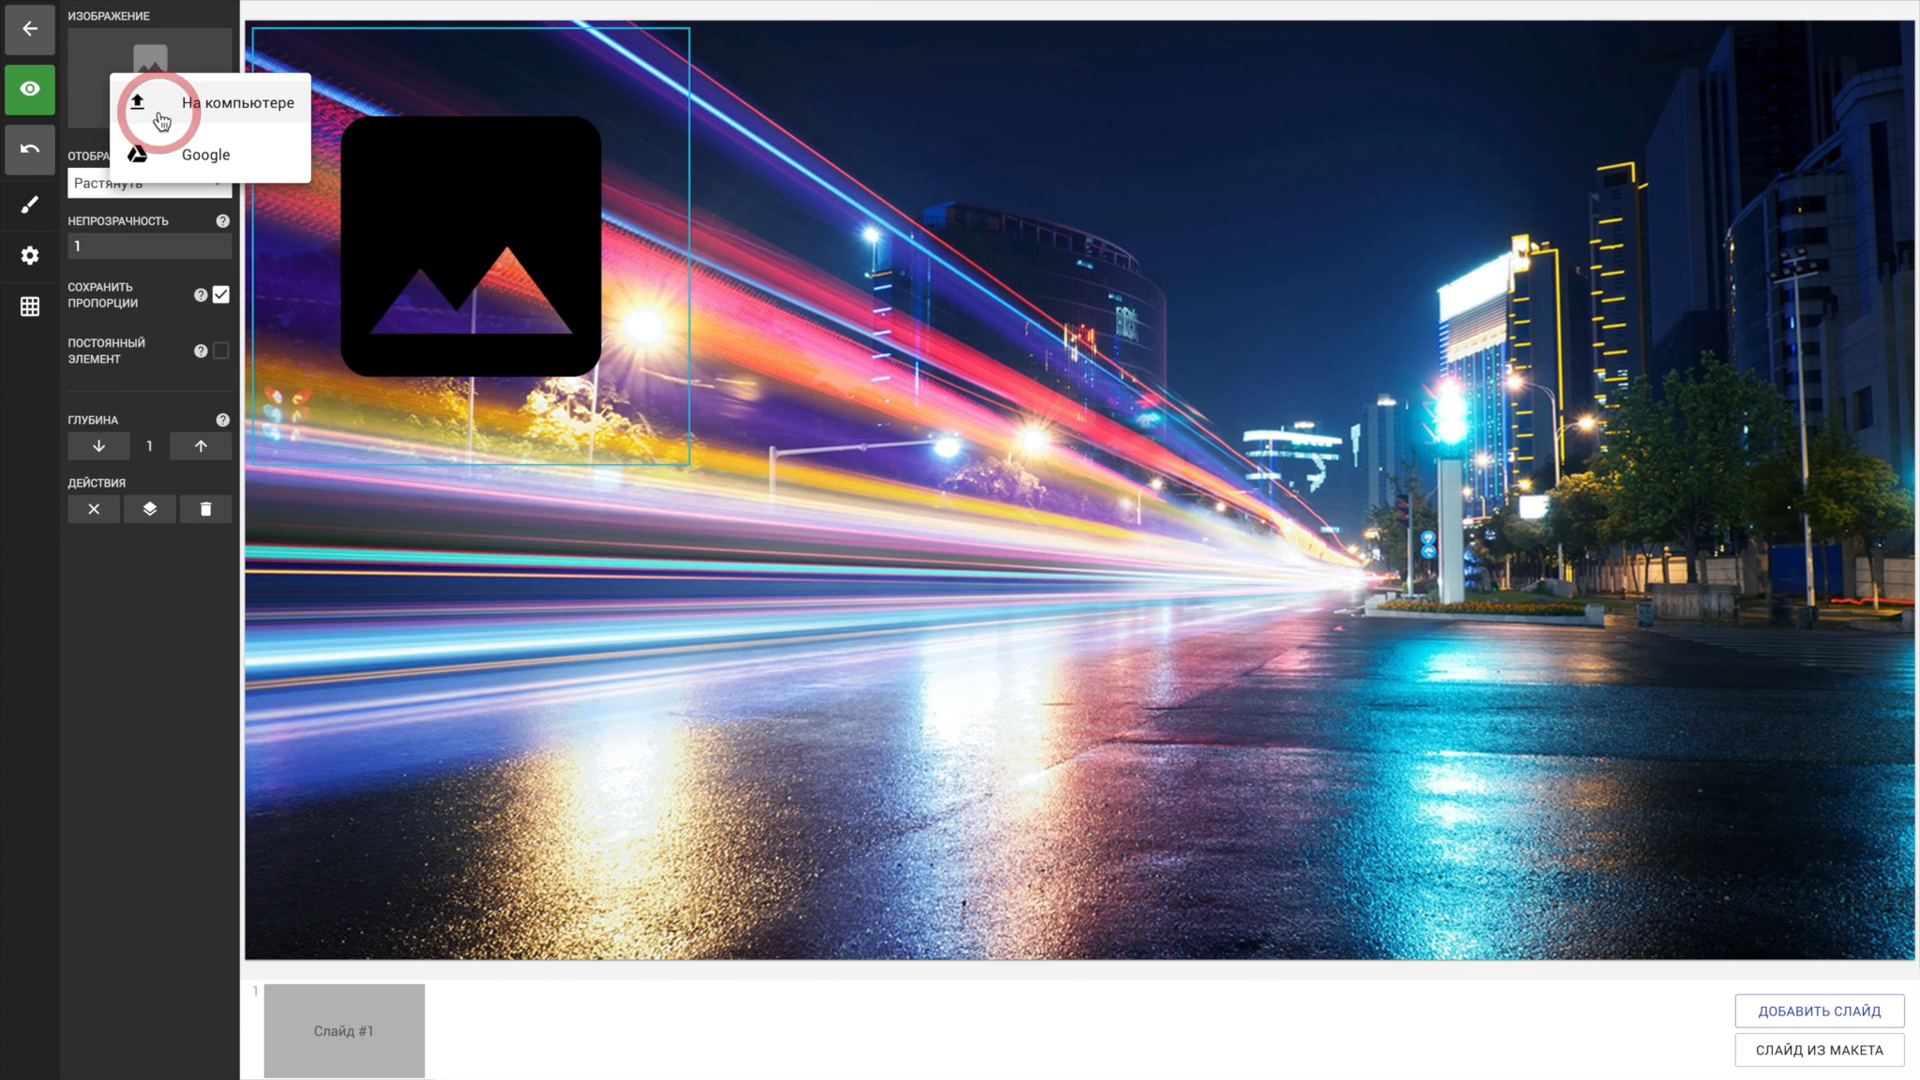 ИЗОБРАЖЕНИЕ
На компьютере
Google
ОТОБРА
Растянуть
НЕПРОЗРАЧНОСТЬ
1
СОХРАНИТЬ
ПРОПОРЦИИ
ПОСТОЯННЫЙ
ЭЛЕМЕНТ
ГЛУБИНА
1
ДЕЙСТВИЯ
1
Слайд #1
ДОБАВИТЬ СЛАЙД
СЛАЙД ИЗ МАКЕТА